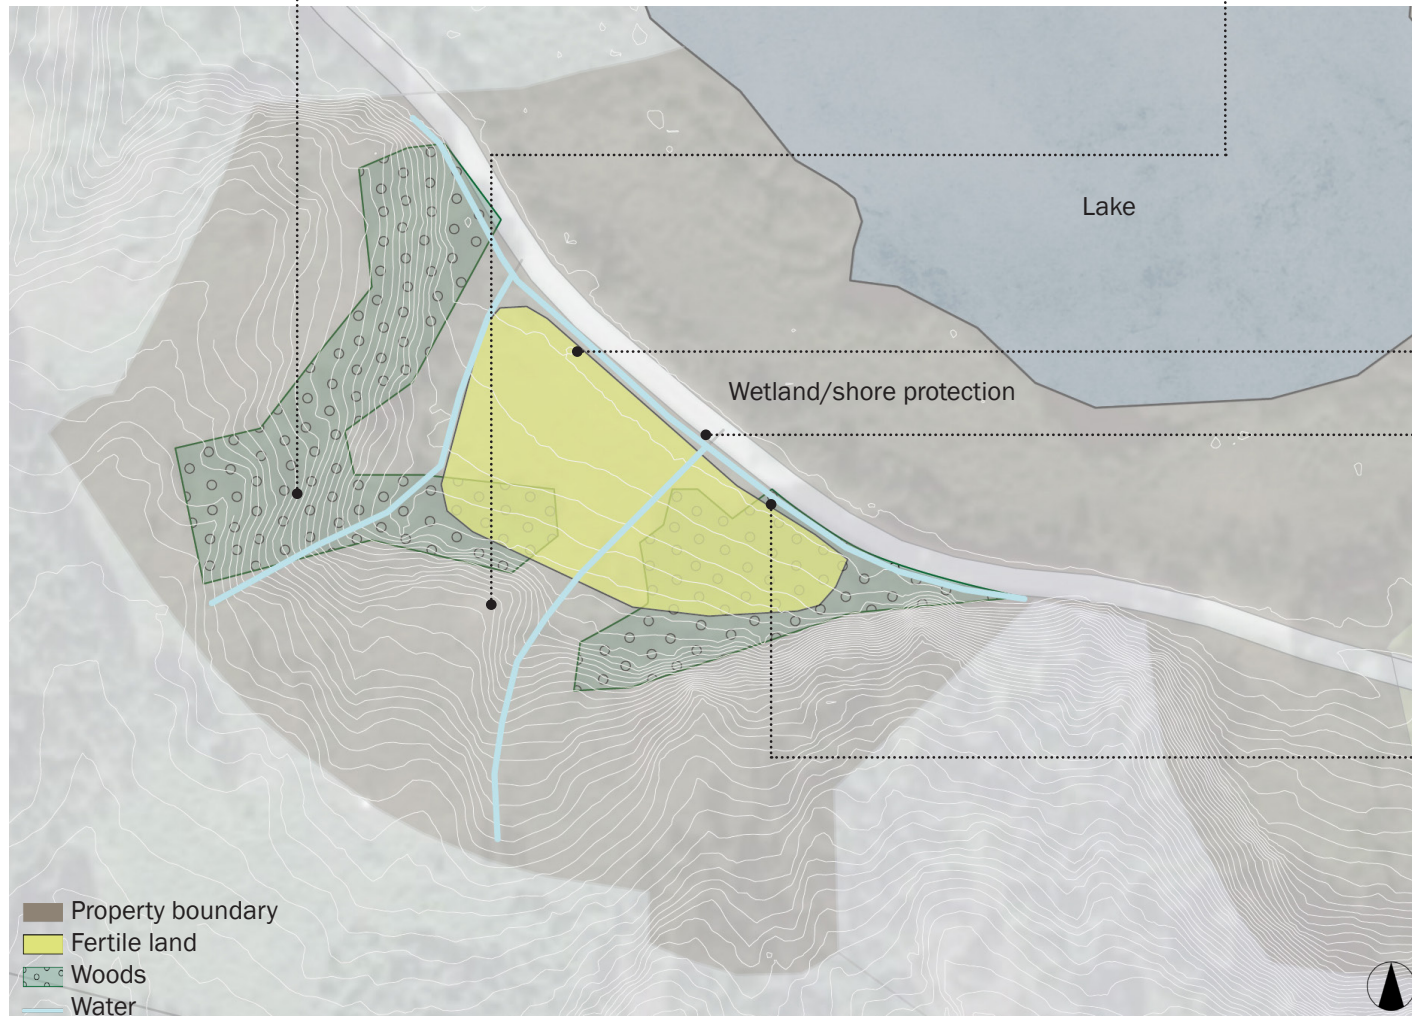 Lake
Wetland/shore protection
Property boundary
Fertile land
Woods
Water